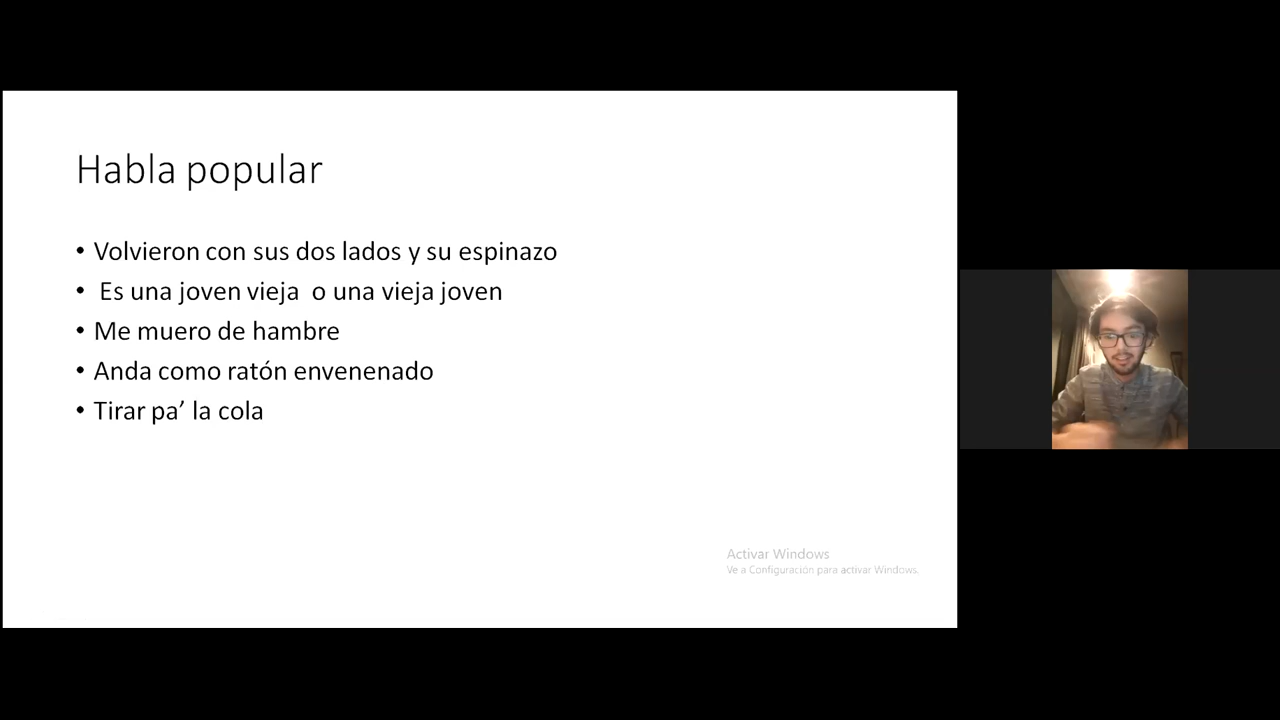 Habla popular
• Volvieron con sus dos lados y su espinazo
• Es una joven vieja o una vieja joven
• Me muero de hambre
• Anda como ratón envenenado
• Tirar pa’ la cola
Activar Windows
Ve a Configuración para activar Windows.